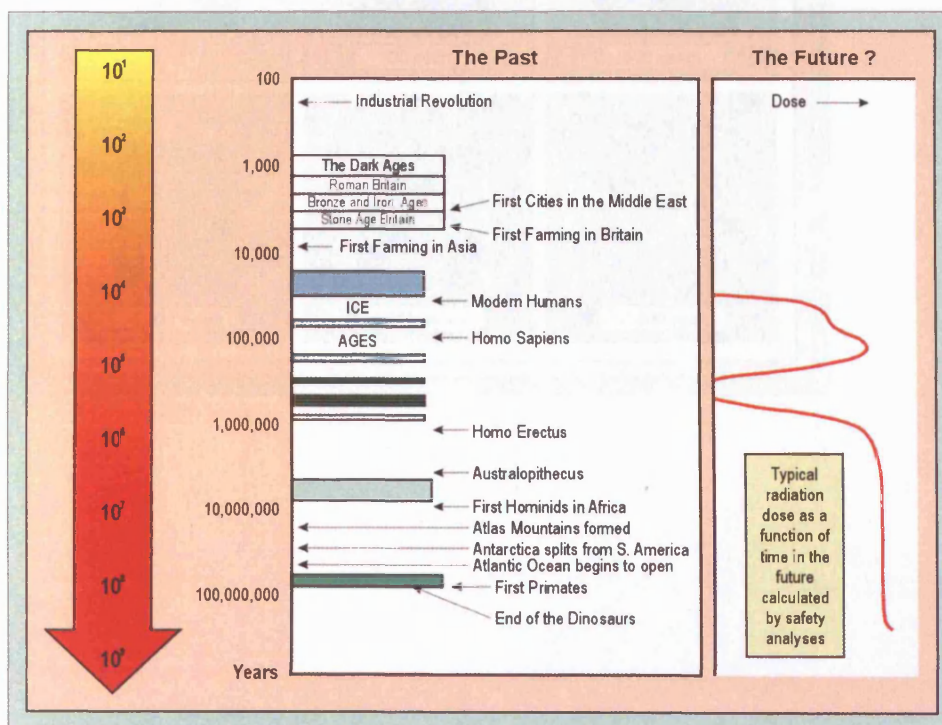 The Past
The Future ?
10¹
10²
10³
10⁴
10⁵
10⁶
10⁷
10⁸
10⁹
100
1,000
10,000
100,000
1,000,000
10,000,000
100,000,000
Years
Industrial Revolution
The Dark Ages
Roman Britain
Bronze and Iron Ages
Stone Age Britain
First Cities in the Middle East
First Farming in Britain
First Farming in Asia
Modern Humans
ICE
AGES
Homo Sapiens
Homo Erectus
Australopithecus
First Hominids in Africa
Atlas Mountains formed
Antarctica splits from S. America
Atlantic Ocean begins to open
First Primates
End of the Dinosaurs
Dose
Typical
radiation
dose as a
function of
time in the
future
calculated
by safety
analyses